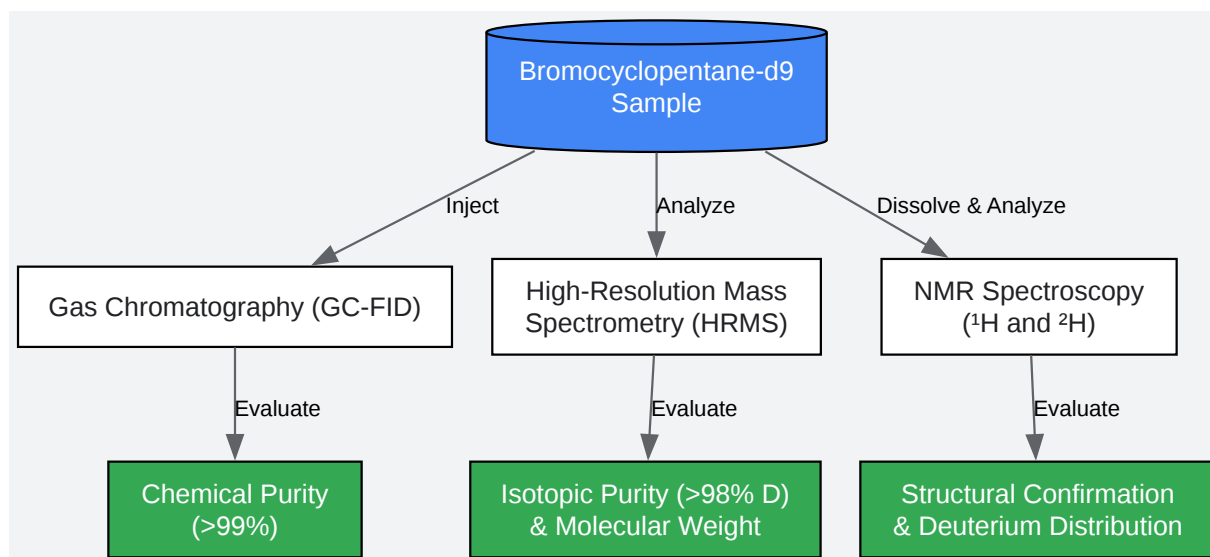 Bromocyclopentane-d9
Sample
Inject
Analyze
Dissolve & Analyze
Gas Chromatography (GC-FID)
High-Resolution Mass
Spectrometry (HRMS)
NMR Spectroscopy
(¹H and ²H)
Evaluate
Evaluate
Evaluate
Chemical Purity
(>99%)
Isotopic Purity (>98% D)
& Molecular Weight
Structural Confirmation
& Deuterium Distribution